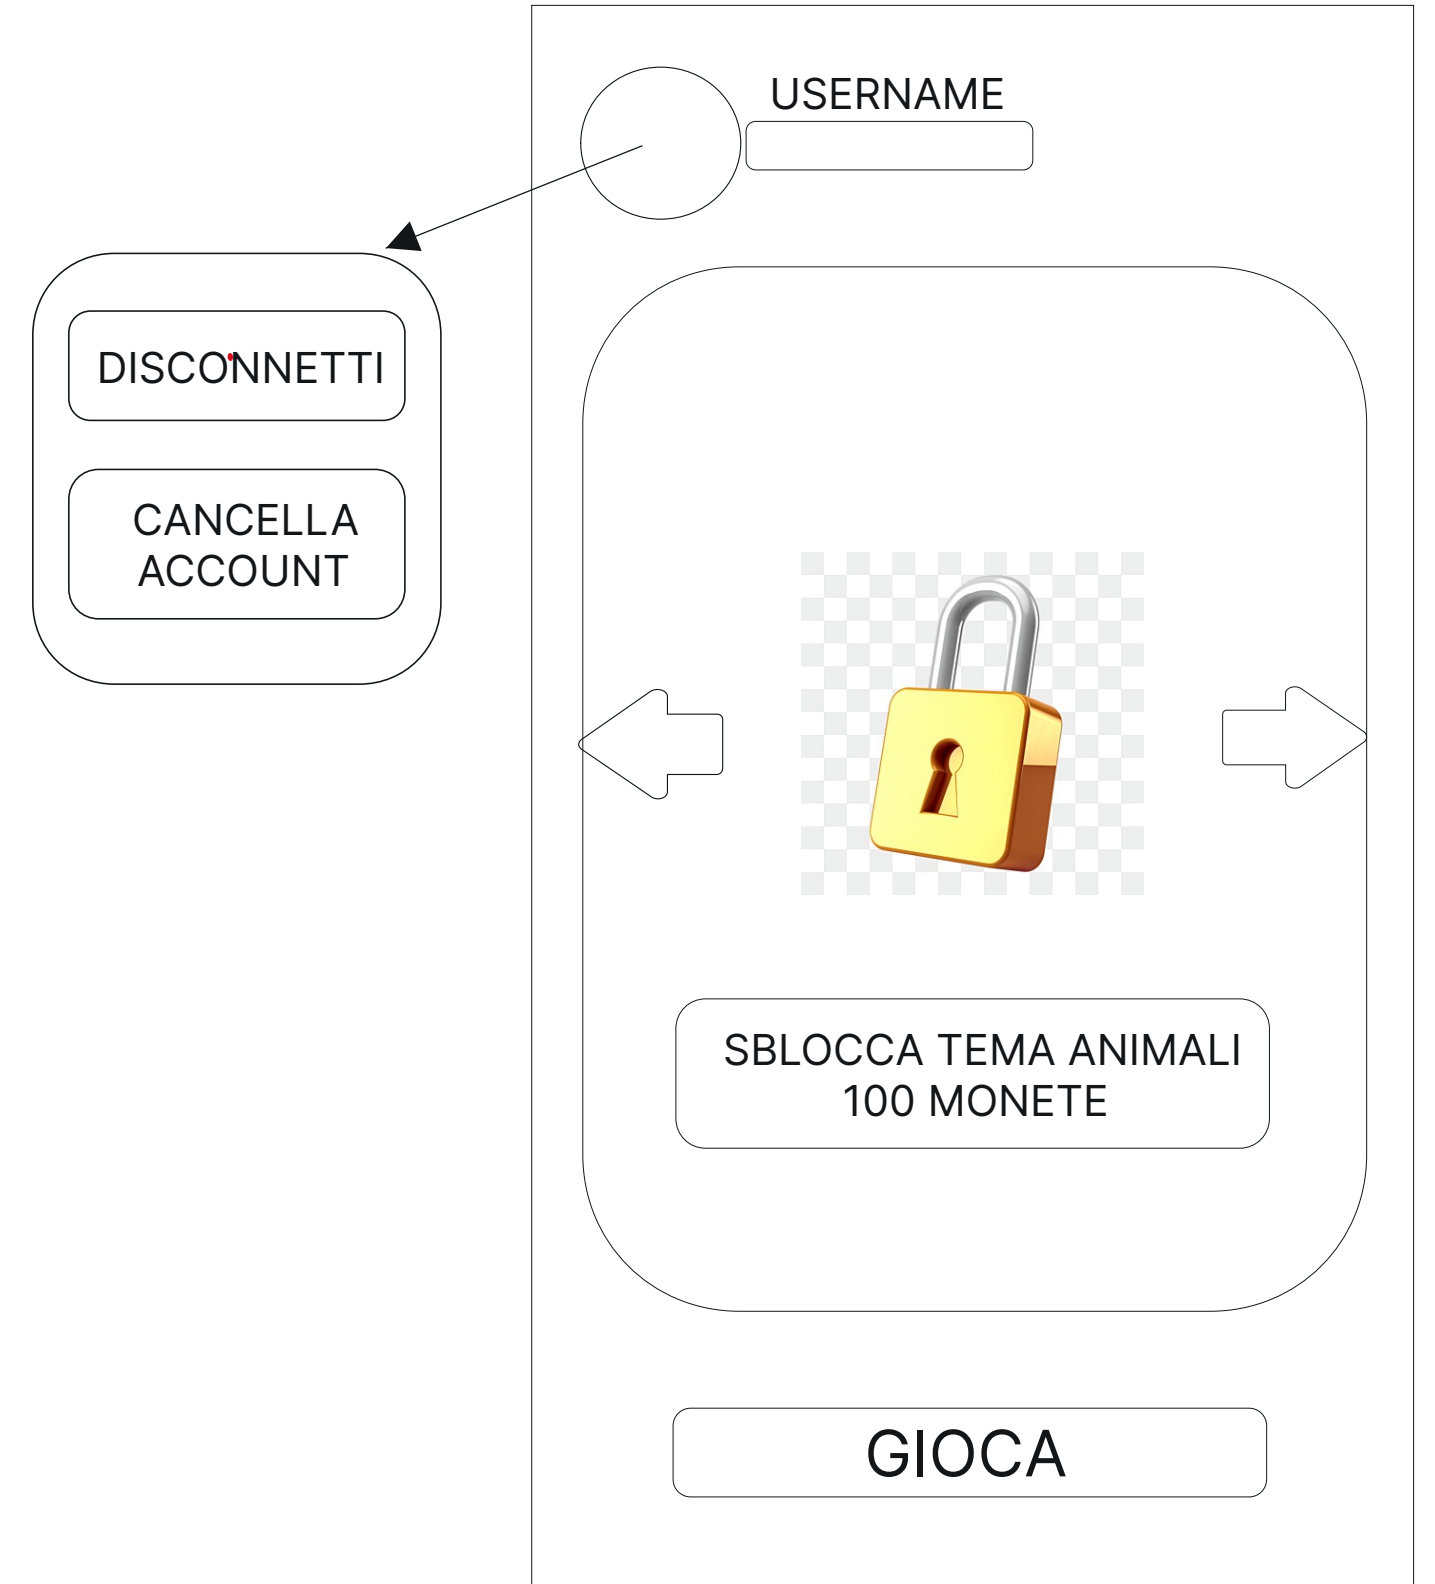 USERNAME
DISCONNETTI
CANCELLA
ACCOUNT
SBLOCCA TEMA ANIMALI
100 MONETE
GIOCA